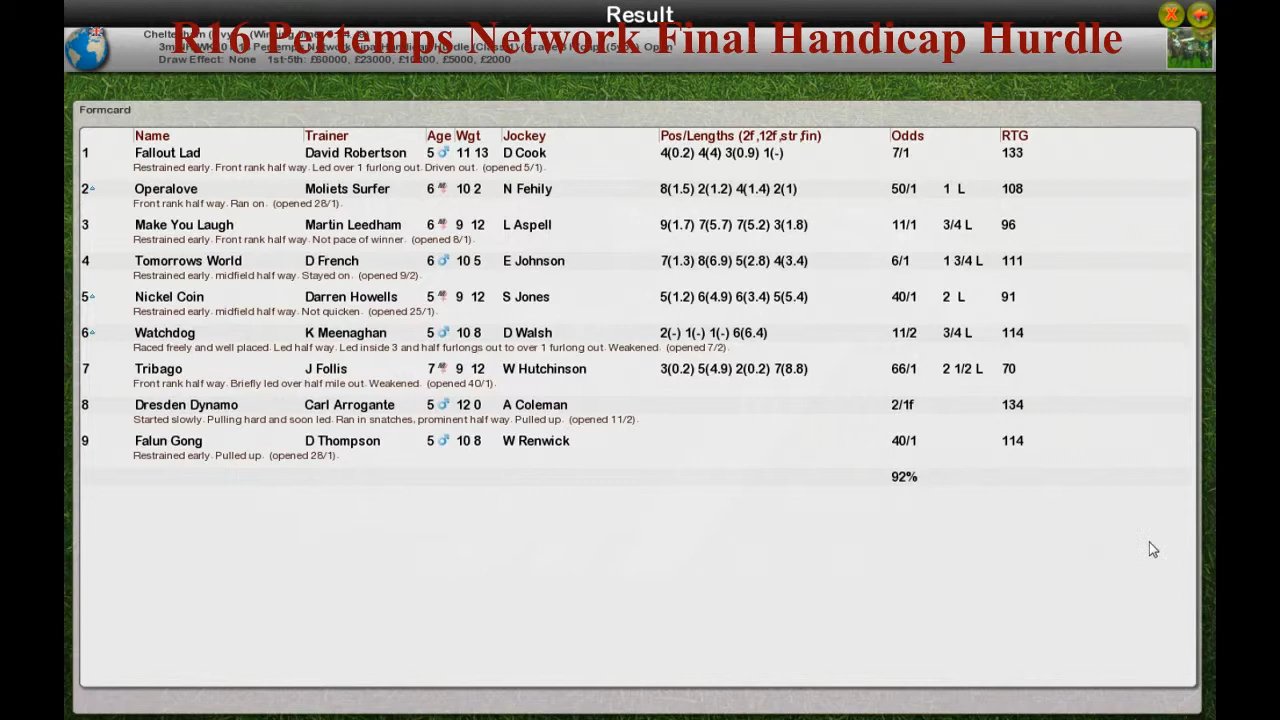 Result
R16 Pertemps Network Final Handicap Hurdle
Draw Effect: None 1st-5th: £60000, £23000, £10000, £5000, £2000
Formcard
Name Trainer Age Wgt Jockey Pos/Lengths (2f,12f,str,fin) Odds RTG
1 Fallout Lad David Robertson 5 11 13 D Cook 4(0.2) 4(4) 3(0.9) 1(-) 7/1 133
Restrained early. Front rank half way. Led over 1 furlong out. Driven out. (opened 5/1).
2 Operalove Moliets Surfer 6 10 2 N Fehily 8(1.5) 2(1.2) 4(1.4) 2(1) 50/1 1 L 108
Front rank half way. Ran on. (opened 28/1).
3 Make You Laugh Martin Leedham 6 9 12 L Aspell 9(1.7) 7(5.7) 7(5.2) 3(1.8) 11/1 3/4 L 96
Restrained early. Front rank half way. Not pace of winner. (opened 8/1).
4 Tomorrows World D French 6 10 5 E Johnson 7(1.3) 8(6.9) 5(2.8) 4(3.4) 6/1 1 3/4 L 111
Restrained early. midfield half way. Stayed on. (opened 9/2).
5 Nickel Coin Darren Howells 5 9 12 S Jones 5(1.2) 6(4.9) 6(3.4) 5(5.4) 40/1 2 L 91
Restrained early. midfield half way. Not quicken. (opened 25/1).
6 Watchdog K Meenaghan 5 10 8 D Walsh 2(-) 1(-) 1(-) 6(6.4) 11/2 3/4 L 114
Raced freely and well placed. Led half way. Led inside 3 and half furlongs out to over 1 furlong out. Weakened. (opened 7/2).
7 Tribago J Follis 7 9 12 W Hutchinson 3(0.2) 5(4.9) 2(0.2) 7(8.8) 66/1 2 1/2 L 70
Front rank half way. Briefly led over half mile out. Weakened. (opened 40/1).
8 Dresden Dynamo Carl Arrogante 5 12 0 A Coleman 2/1f 134
Started slowly. Pulling hard and soon led. Ran in snatches, prominent half way. Pulled up. (opened 11/2).
9 Falun Gong D Thompson 5 10 8 W Renwick 40/1 114
Restrained early. Pulled up. (opened 28/1).
92%